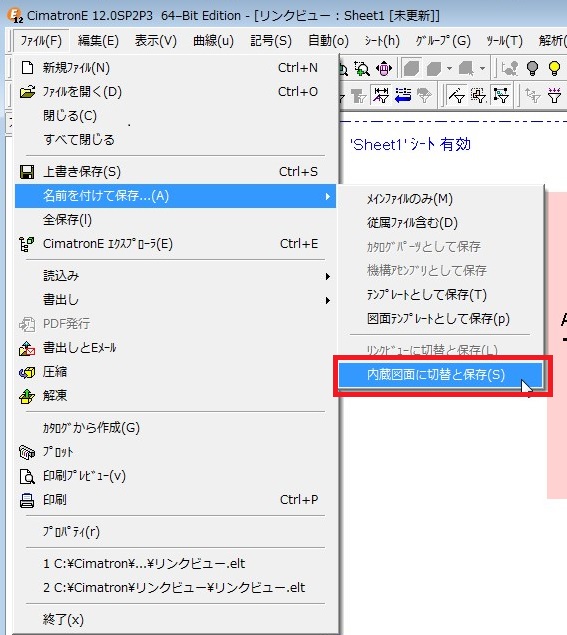 CimatronE 12.0SP2P3 64-Bit Edition - [リンクビュー : Sheet1 [未更新]]
ファイル(F) 編集(E) 表示(V) 曲線(u) 記号(S) 自動(o) シート(h) グループ(G) ツール(T) 解析(
新規ファイル(N) Ctrl+N
ファイルを開く(D) Ctrl+O
閉じる(C)
すべて閉じる
'Sheet1' シート 有効
上書き保存(S) Ctrl+S
名前を付けて保存...(A)
メインファイルのみ(M)
全保存(l)
従属ファイル含む(D)
CimatronE エクスプローラ(E) Ctrl+E
カタログパーツとして保存
機構アセンブリとして保存
読込み
テンプレートとして保存(T)
書出し
図面テンプレートとして保存(p)
PDF発行
書出しとEメール
リンクビューに切替と保存(L)
圧縮
内蔵図面に切替と保存(S)
解凍
カタログから作成(G)
プロット
印刷プレビュー(v)
印刷 Ctrl+P
プロパティ(r)
1 C:¥Cimatron¥...¥リンクビュー.elt
2 C:¥Cimatron¥リンクビュー¥リンクビュー.elt
終了(x)